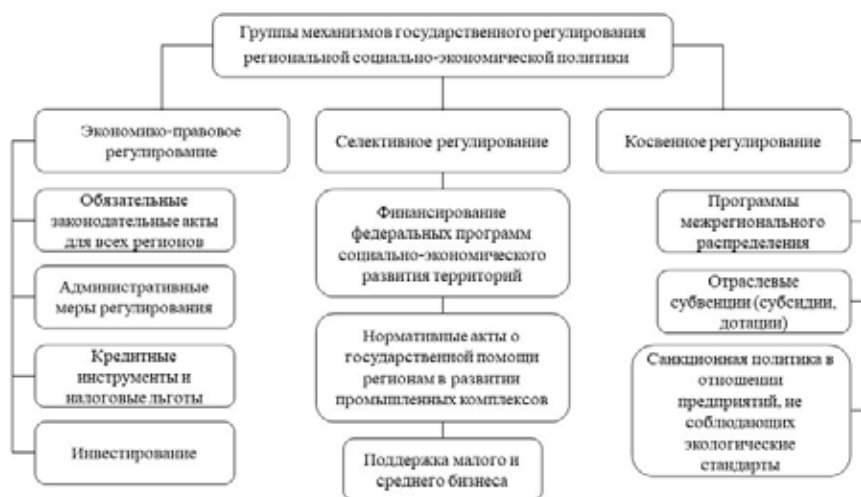 Группы механизмов государственного регулирования
региональной социально-экономической политики
Экономико-правовое
регулирование
Селективное регулирование
Косвенное регулирование
Обязательные
законодательные акты
для всех регионов
Административные
меры регулирования
Кредитные
инструменты и
налоговые льготы
Инвестирование
Финансирование
федеральных программ
социально-экономического
развития территорий
Нормативные акты о
государственной помощи
регионам в развитии
промышленных комплексов
Поддержка малого и
среднего бизнеса
Программы
межрегионального
распределения
Отраслевые
субвенции (субсидии,
дотации)
Санкционная политика в
отношении
предприятий, не
соблюдающих
экологические
стандарты